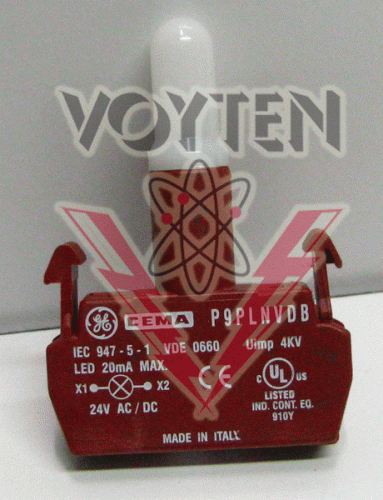 VOYTEN
GE CEMA P9PLNVDB
IEC 947-5-1 VDE 0660 Uimp 4KV
LED 20mA MAX.
X1 X2
24V AC/DC
CE
C UL US
LISTED
IND. CONT. EQ.
910Y
MADE IN ITALY